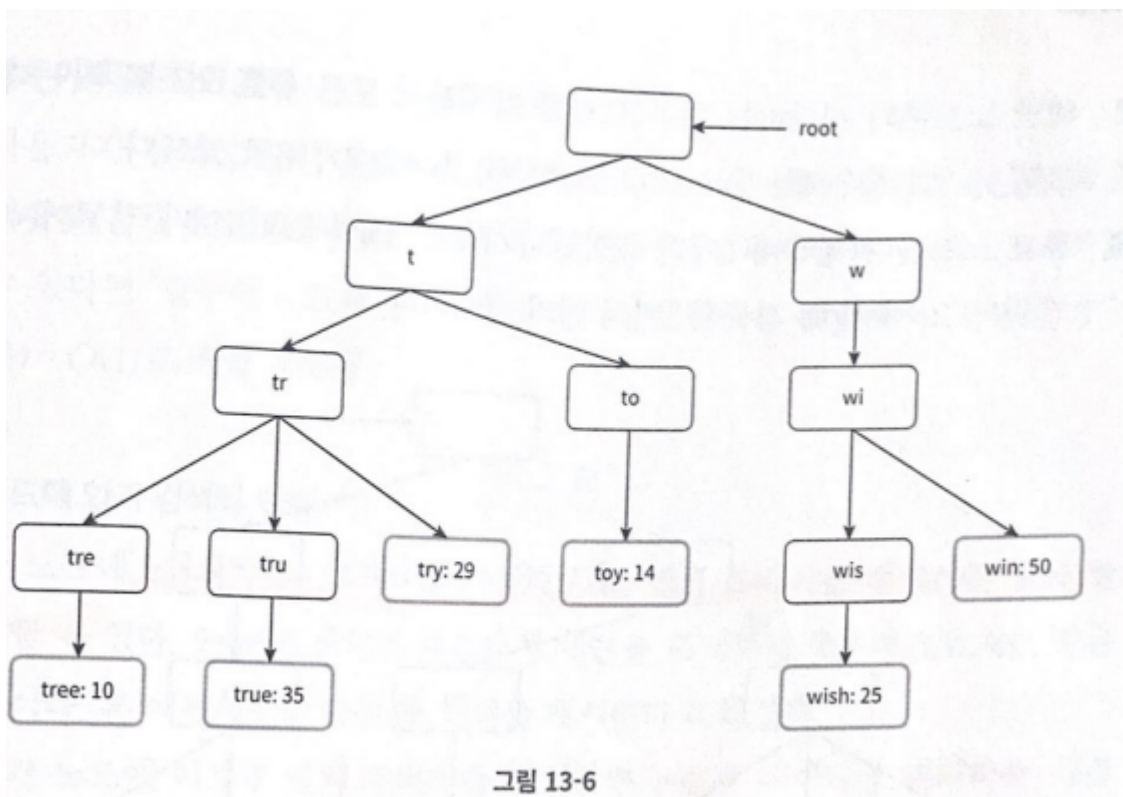 root
t
w
tr
to
wi
tre
tru
try: 29
toy: 14
wis
win: 50
tree: 10
true: 35
wish: 25
그림 13-6